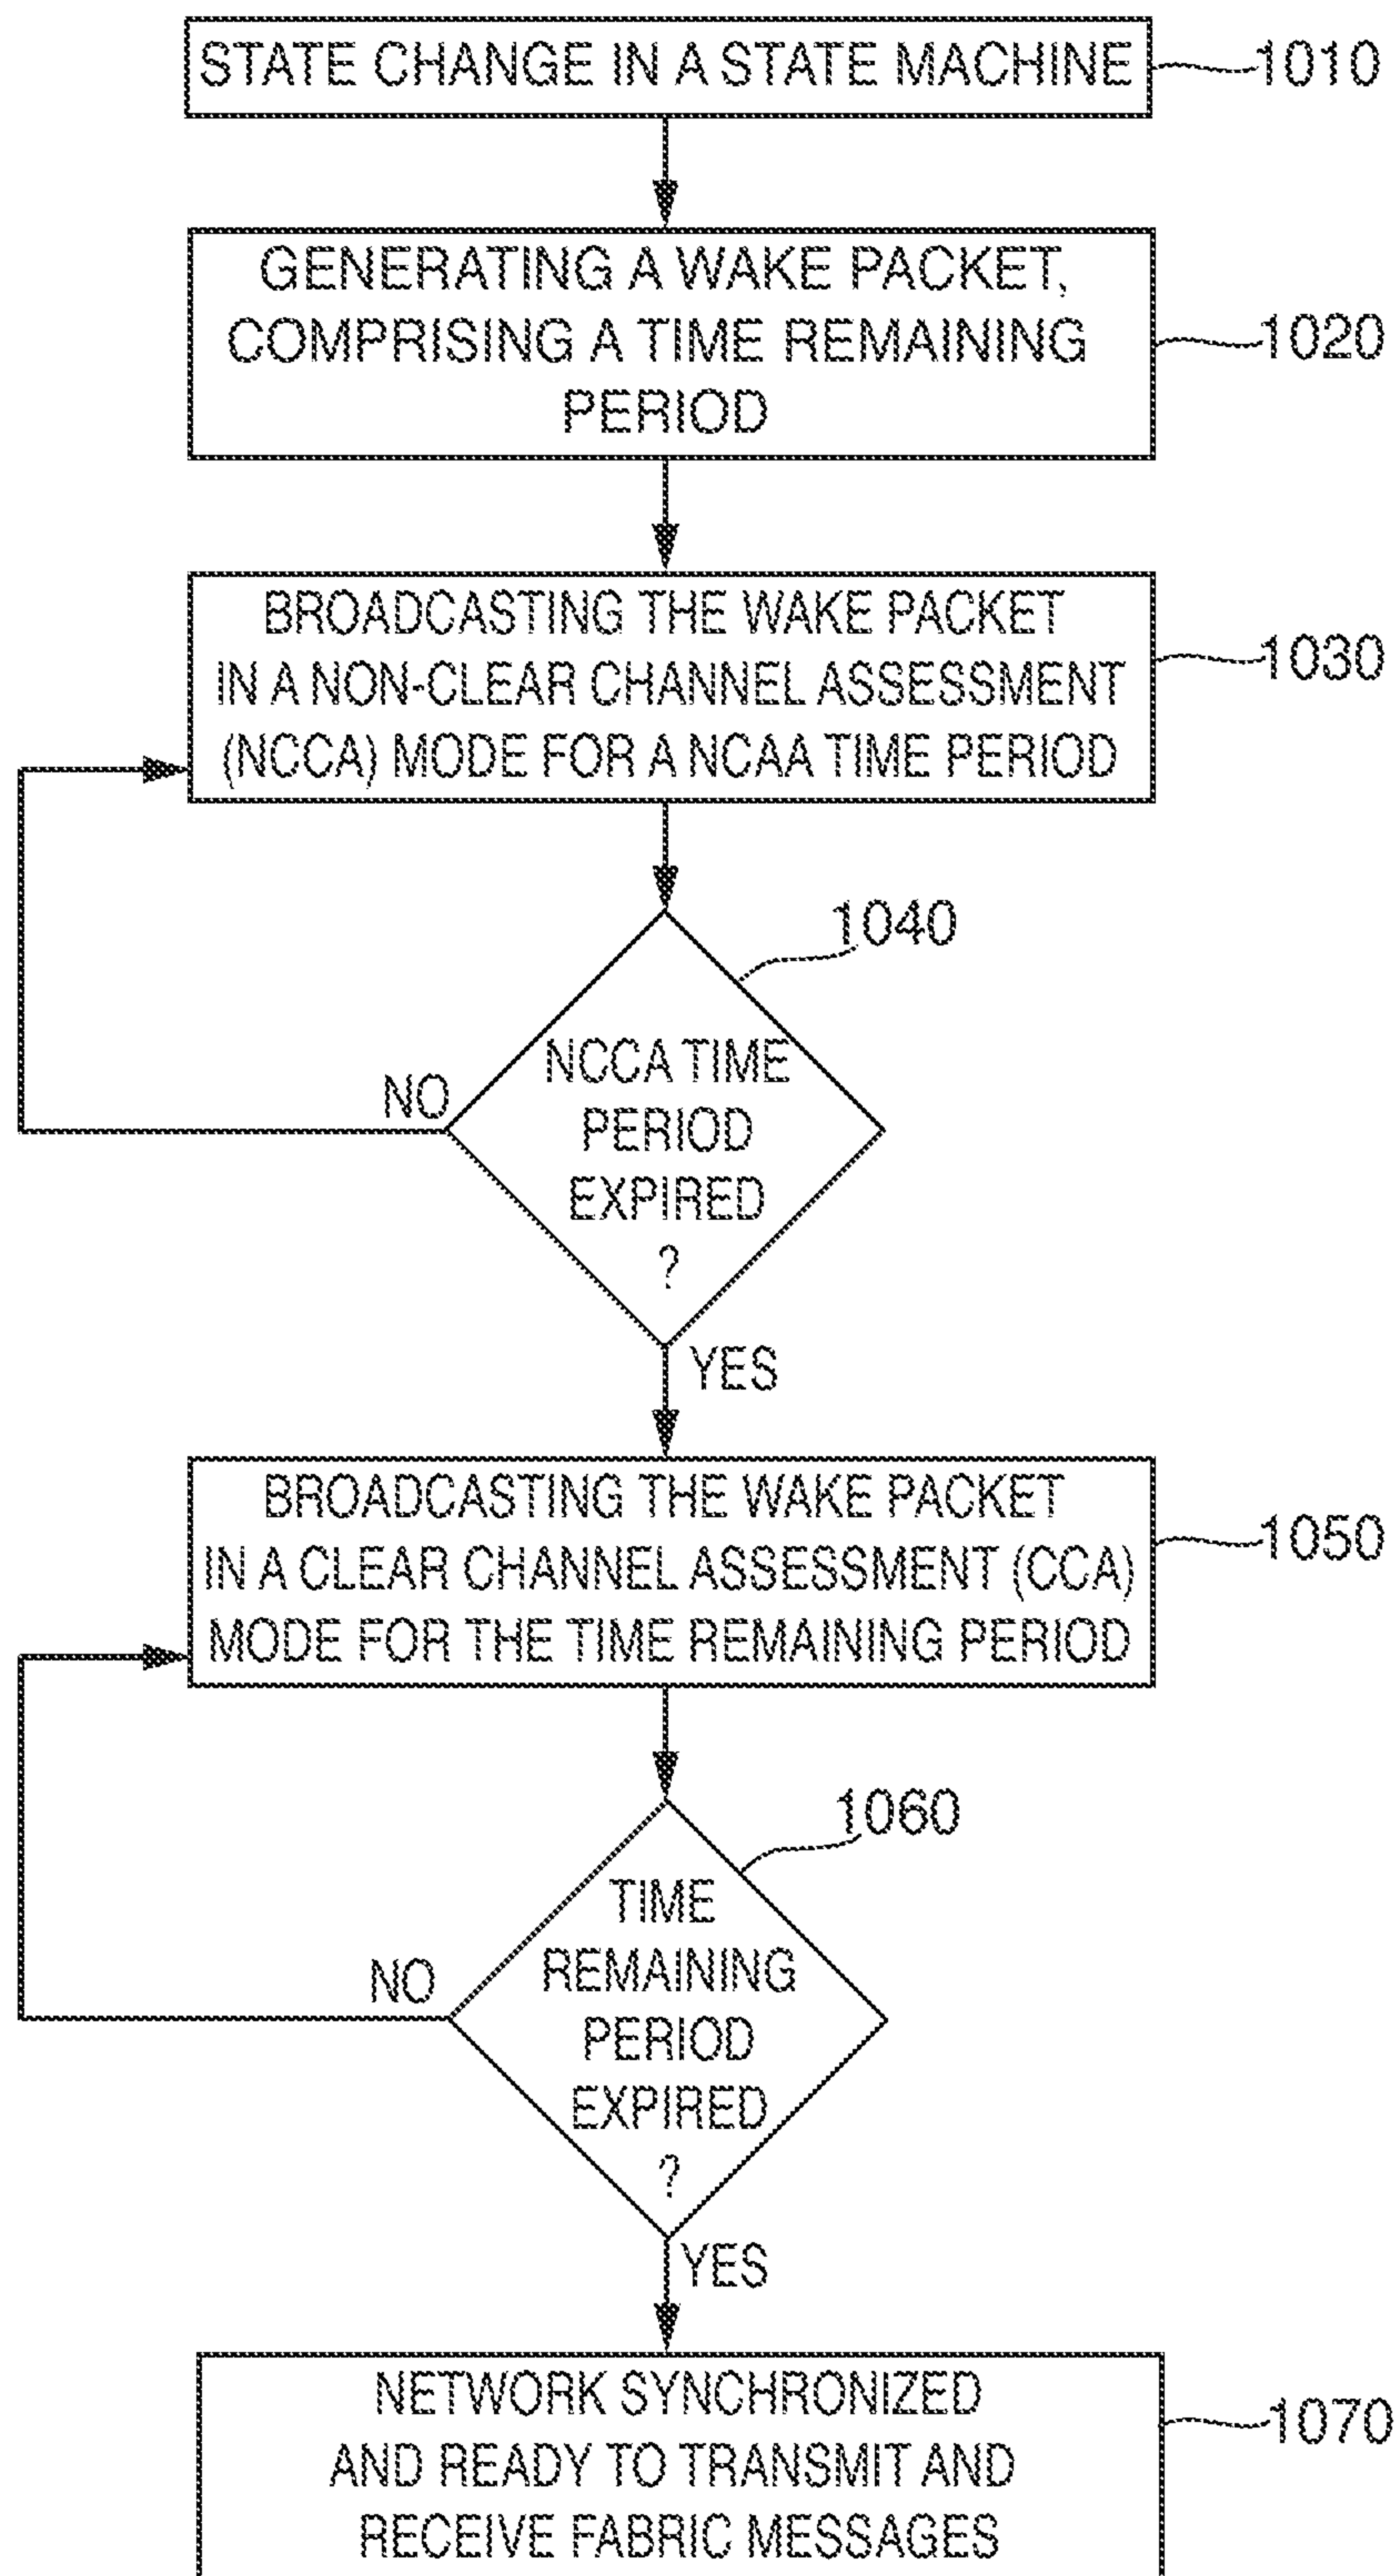 STATE CHANGE IN A STATE MACHINE
1010
GENERATING A WAKE PACKET,
COMPRISING A TIME REMAINING
PERIOD
1020
BROADCASTING THE WAKE PACKET
IN A NON-CLEAR CHANNEL ASSESSMENT
(NCCA) MODE FOR A NCAA TIME PERIOD
1030
1040
NCCA TIME
PERIOD
EXPIRED
?
NO
YES
BROADCASTING THE WAKE PACKET
IN A CLEAR CHANNEL ASSESSMENT (CCA)
MODE FOR THE TIME REMAINING PERIOD
1050
1060
TIME
REMAINING
PERIOD
EXPIRED
?
NO
YES
NETWORK SYNCHRONIZED
AND READY TO TRANSMIT AND
RECEIVE FABRIC MESSAGES
1070